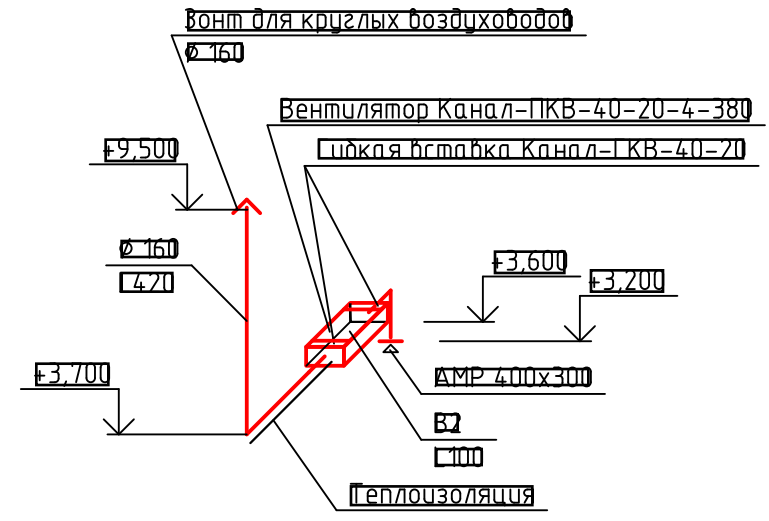 Зонт для круглых воздуховодов
⌀ 160
Вентилятор Канал-ПКВ-40-20-4-380
Гибкая вставка Канал-ГКВ-40-20
+9,500
⌀ 160
L420
+3,600
+3,200
+3,700
АМР 400х300
В2
L100
Теплоизоляция